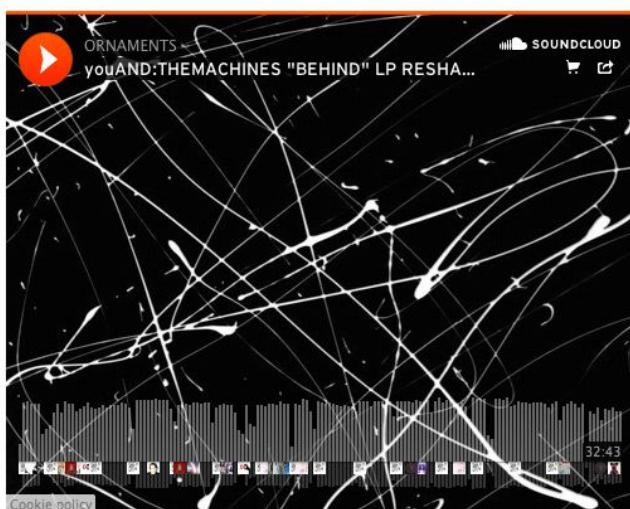 ORNAMENTS
SOUNDCLOUD
youAND:THEMACHINES "BEHIND" LP RESHA...
32:43
Cookie policy